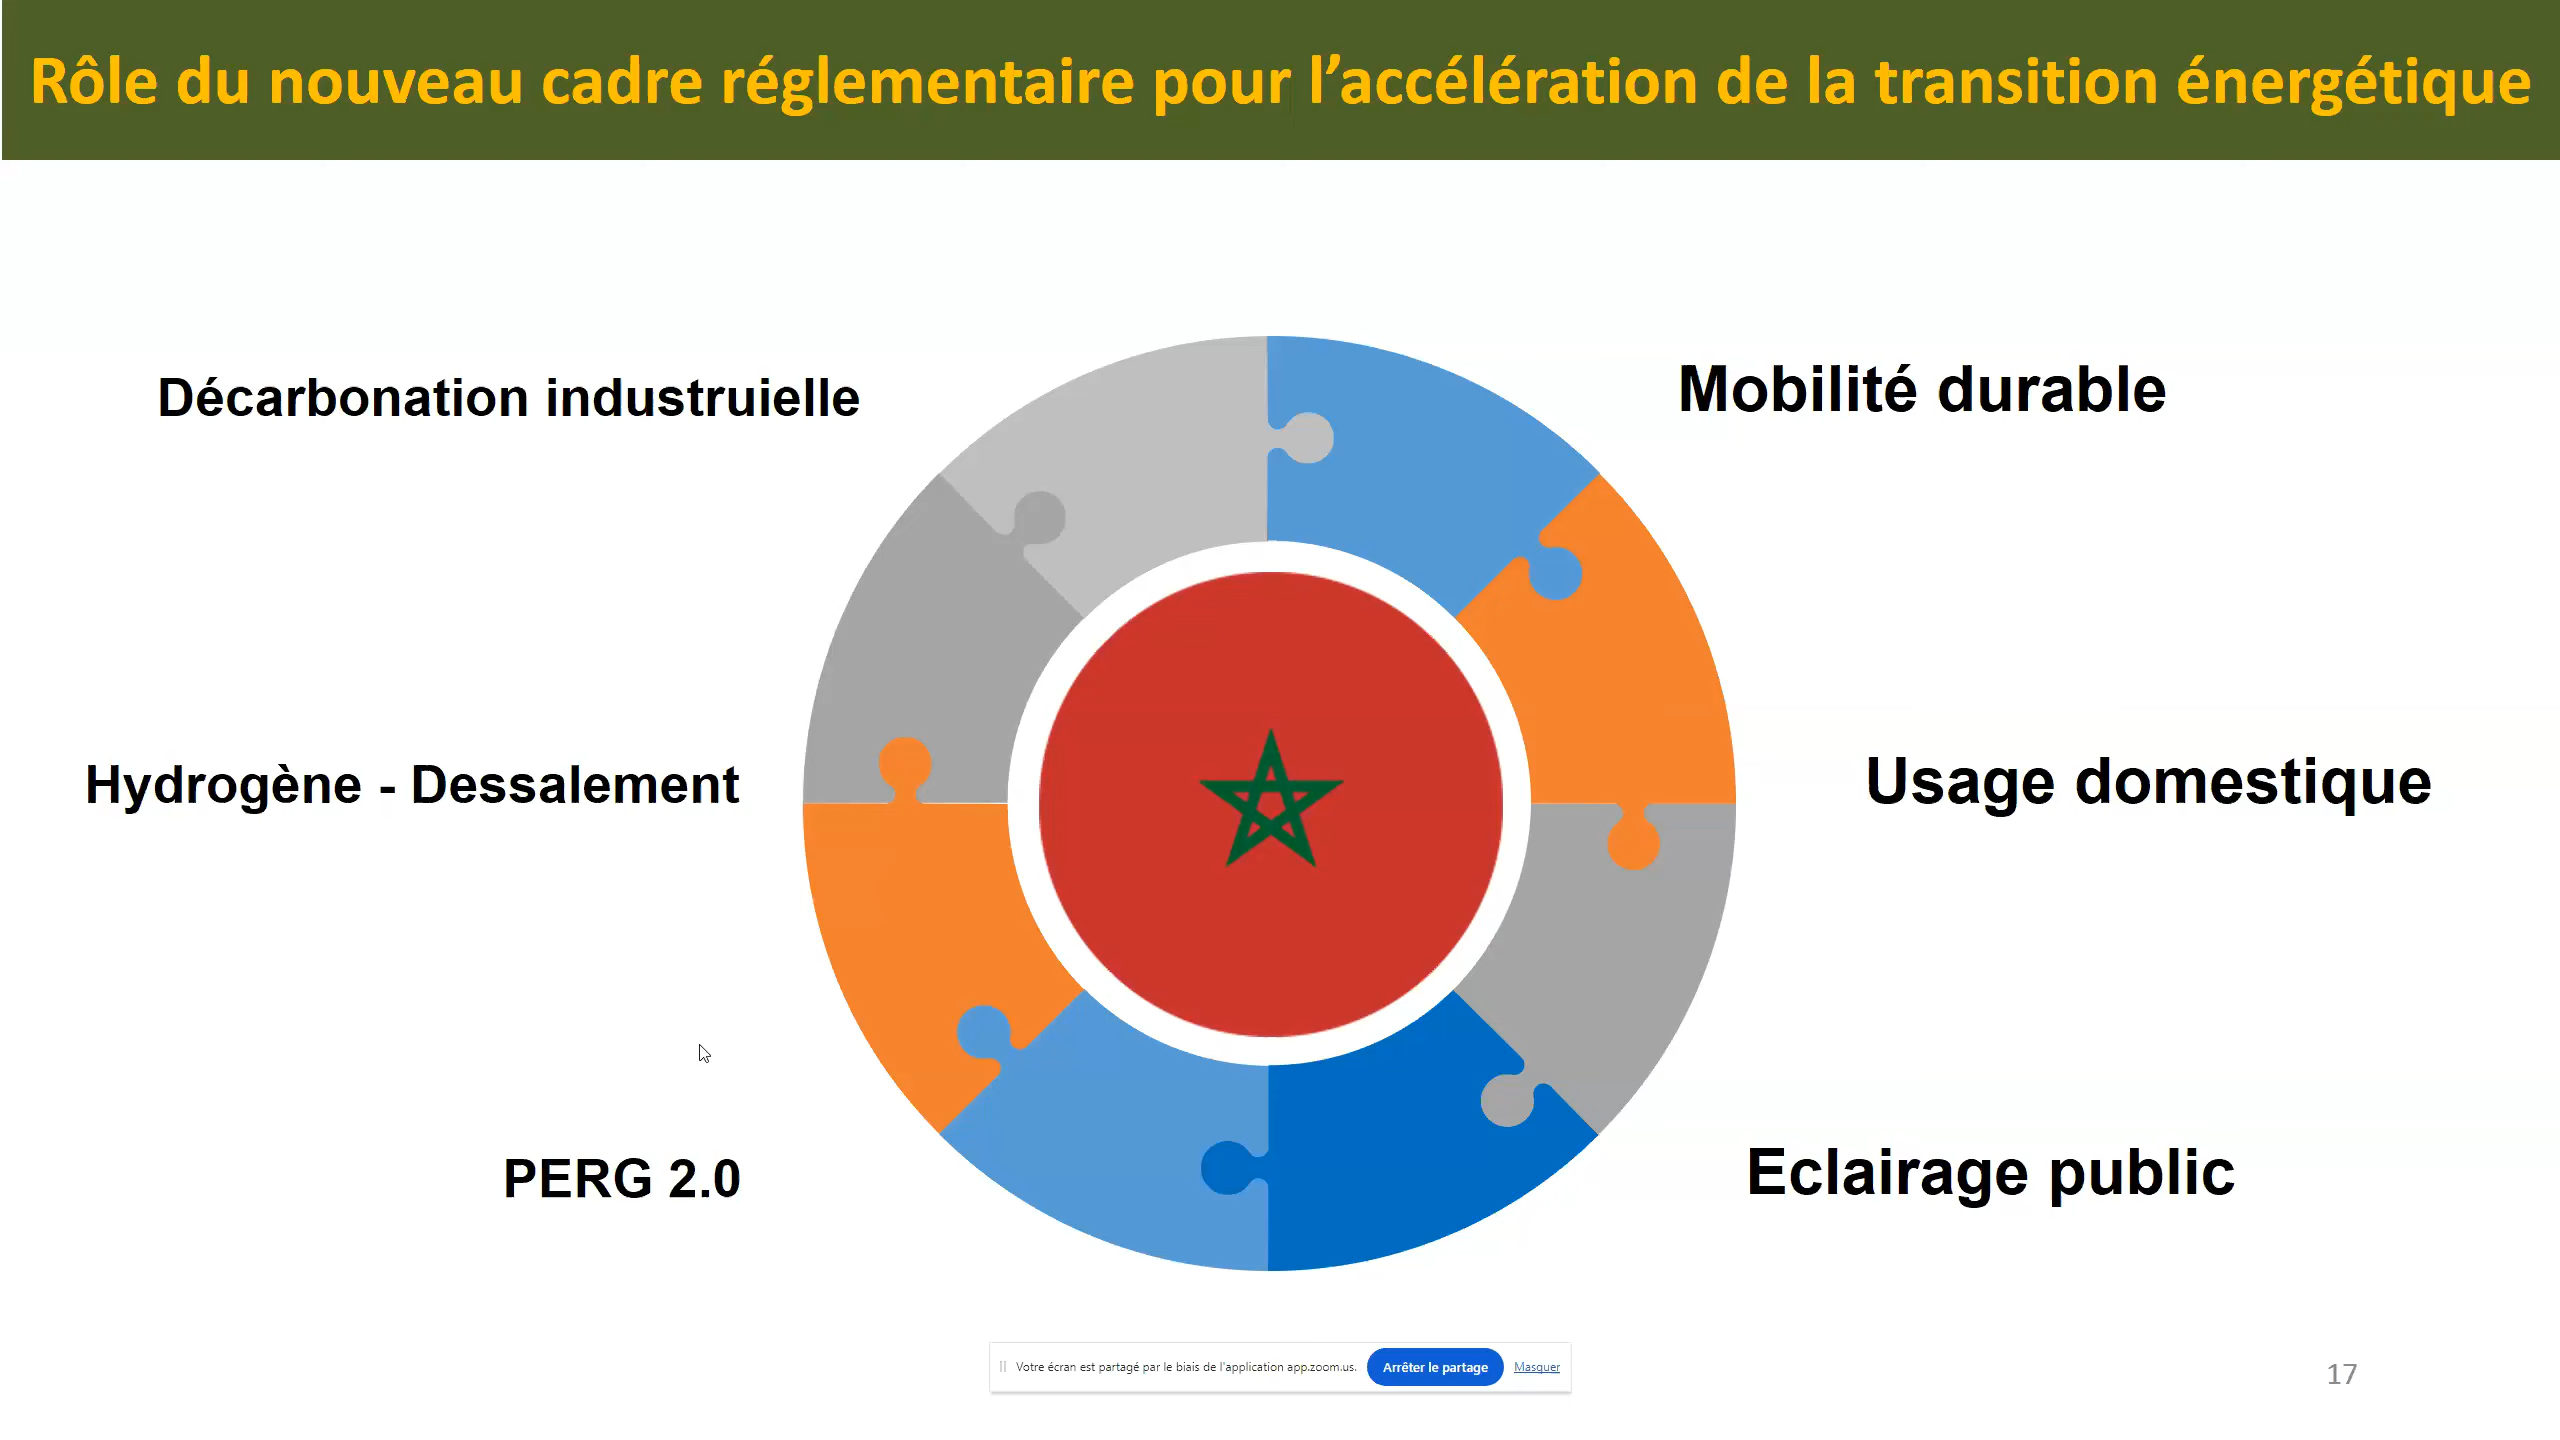 Rôle du nouveau cadre réglementaire pour l’accélération de la transition énergétique
Décarbonation industruielle
Mobilité durable
Hydrogène - Dessalement
Usage domestique
PERG 2.0
Eclairage public
Votre écran est partagé par le biais de l'application app.zoom.us.
Arrêter le partage
Masquer
17